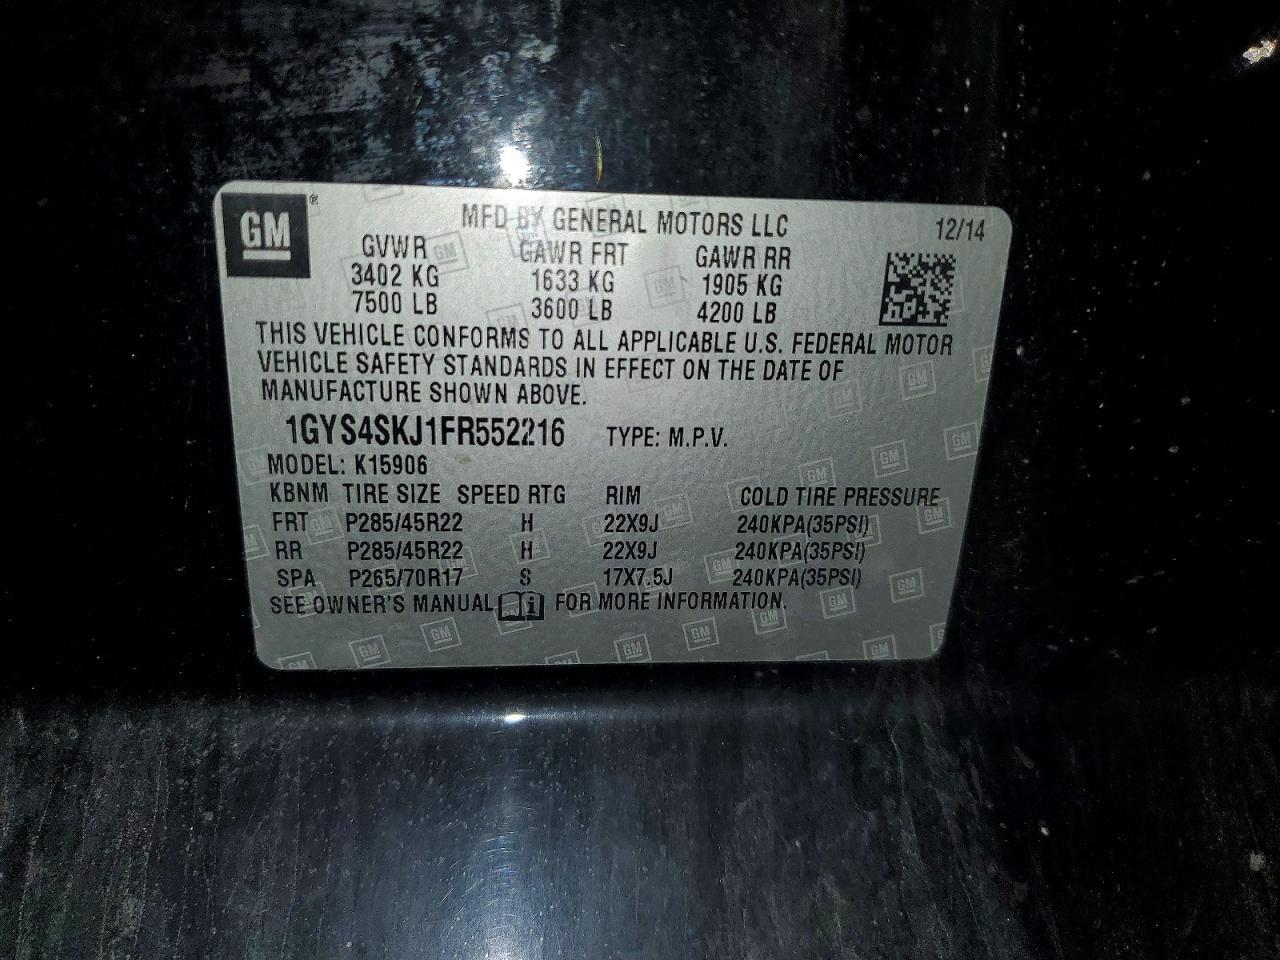 GM®
MFD BY GENERAL MOTORS LLC 12/14
GVWR GAWR FRT GAWR RR
3402 KG 1633 KG 1905 KG
7500 LB 3600 LB 4200 LB
THIS VEHICLE CONFORMS TO ALL APPLICABLE U.S. FEDERAL MOTOR
VEHICLE SAFETY STANDARDS IN EFFECT ON THE DATE OF
MANUFACTURE SHOWN ABOVE.
1GYS4SKJ1FR552216 TYPE: M.P.V.
MODEL: K15906
KBNM TIRE SIZE SPEED RTG RIM COLD TIRE PRESSURE
FRT P285/45R22 H 22X9J 240KPA(35PSI)
RR P285/45R22 H 22X9J 240KPA(35PSI)
SPA P265/70R17 S 17X7.5J 240KPA(35PSI)
SEE OWNER'S MANUAL i FOR MORE INFORMATION.